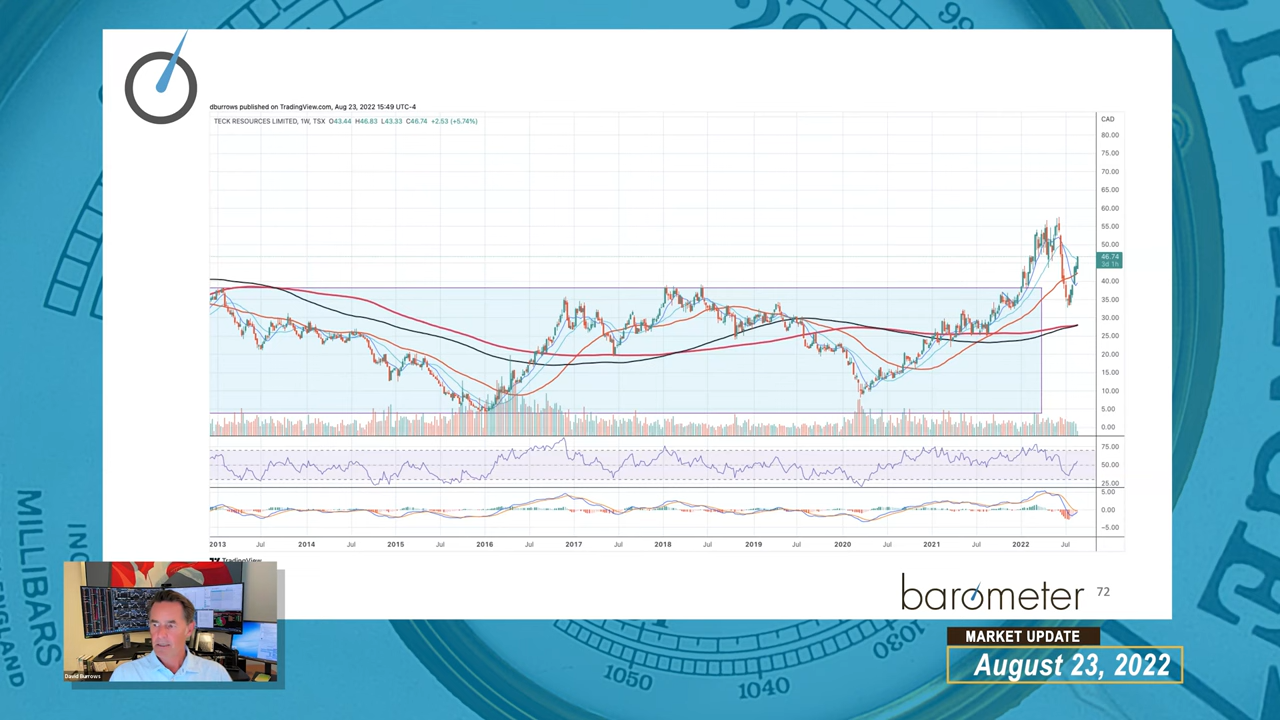 dburrows published on TradingView.com, Aug 23, 2022 15:49 UTC-4
TECK RESOURCES LIMITED, 1W, TSX O43.44 H46.83 L43.33 C46.74 +2.53 (+5.74%)
CAD
80.00
75.00
70.00
65.00
60.00
55.00
50.00
46.74
3d 1h
40.00
35.00
30.00
25.00
20.00
15.00
10.00
5.00
0.00
75.00
50.00
25.00
5.00
0.00
−5.00
2013 Jul 2014 Jul 2015 Jul 2016 Jul 2017 Jul 2018 Jul 2019 Jul 2020 Jul 2021 Jul 2022 Jul
TradingView
barometer 72
MARKET UPDATE
August 23, 2022
David Burrows
MILLIBARS
1050
1040
1030